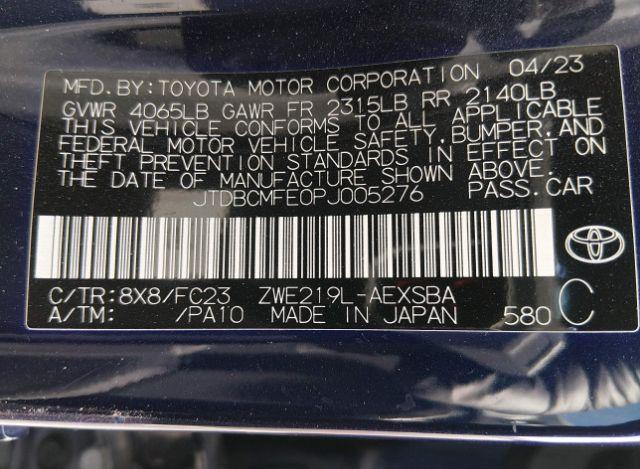 MFD.BY:TOYOTA MOTOR CORPORATION 04/23
GVWR 4065LB GAWR FR 2315LB RR 2140LB
THIS VEHICLE CONFORMS TO ALL APPLICABLE
FEDERAL MOTOR VEHICLE SAFETY,BUMPER,AND
THEFT PREVENTION STANDARDS IN EFFECT ON
THE DATE OF MANUFACTURE SHOWN ABOVE.
JTDBCMFE0PJ005276 PASS.CAR
C/TR:8X8/FC23 ZWE219L-AEXSBA
A/TM: /PA10 MADE IN JAPAN 580 C